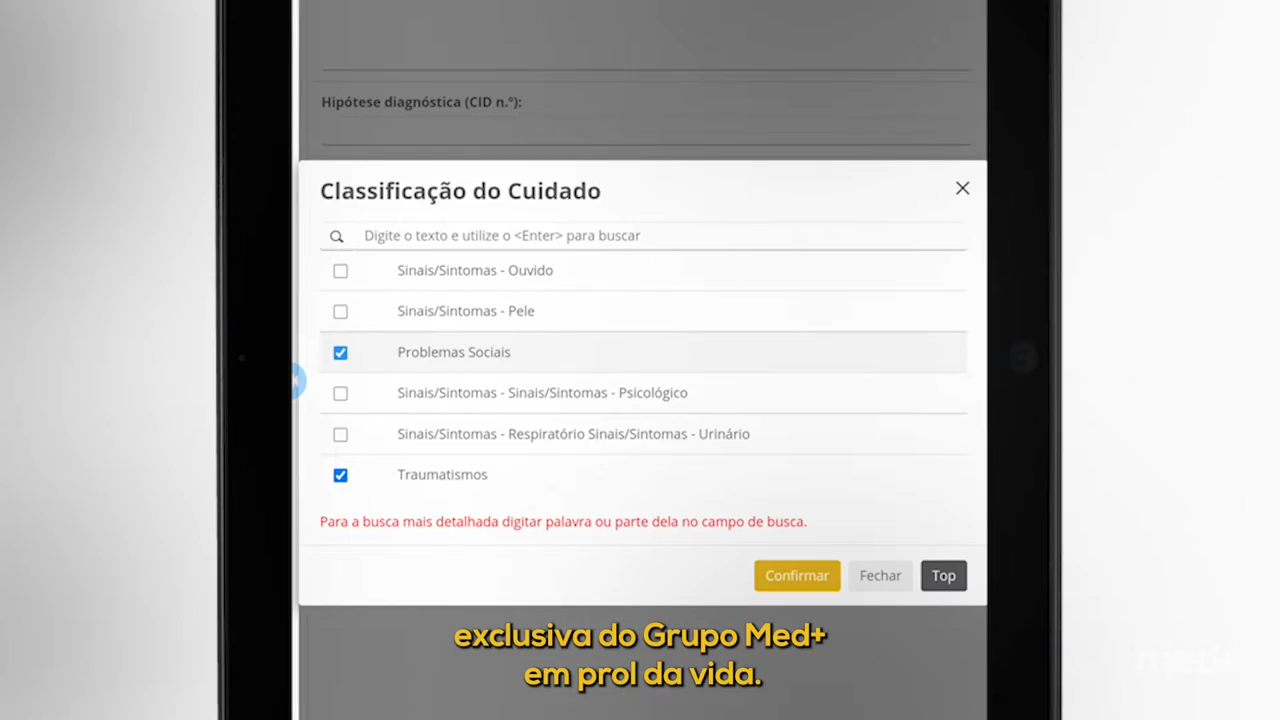 Hipótese diagnóstica (CID n.º):
Classificação do Cuidado
Digite o texto e utilize o <Enter> para buscar
Sinais/Sintomas - Ouvido
Sinais/Sintomas - Pele
Problemas Sociais
Sinais/Sintomas - Sinais/Sintomas - Psicológico
Sinais/Sintomas - Respiratório Sinais/Sintomas - Urinário
Traumatismos
Para a busca mais detalhada digitar palavra ou parte dela no campo de busca.
Confirmar Fechar Top
exclusiva do Grupo Med+
em prol da vida.
med+